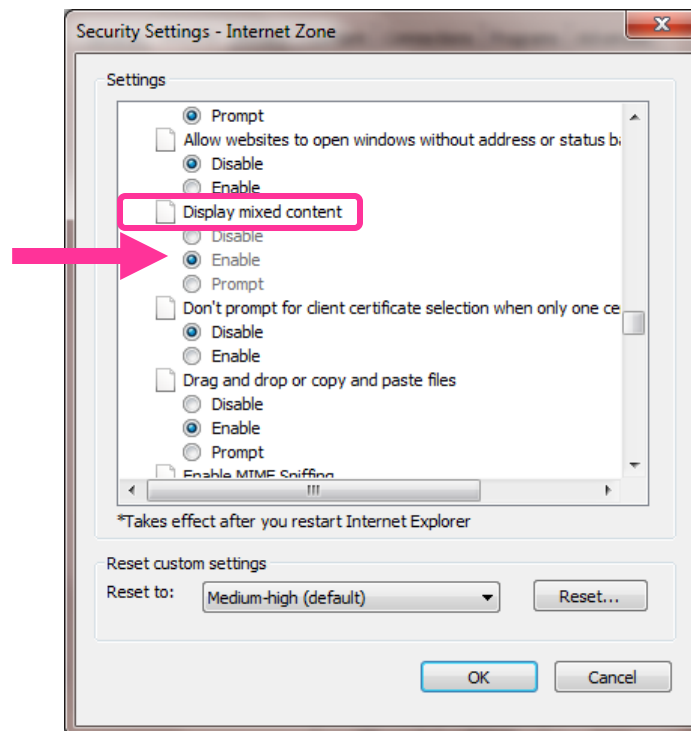 Security Settings - Internet Zone
Settings
Prompt
Allow websites to open windows without address or status ba
Disable
Enable
Display mixed content
Disable
Enable
Prompt
Don't prompt for client certificate selection when only one ce
Disable
Enable
Drag and drop or copy and paste files
Disable
Enable
Prompt
Enable MIME Sniffing
*Takes effect after you restart Internet Explorer
Reset custom settings
Reset to:
Medium-high (default)
Reset...
OK
Cancel